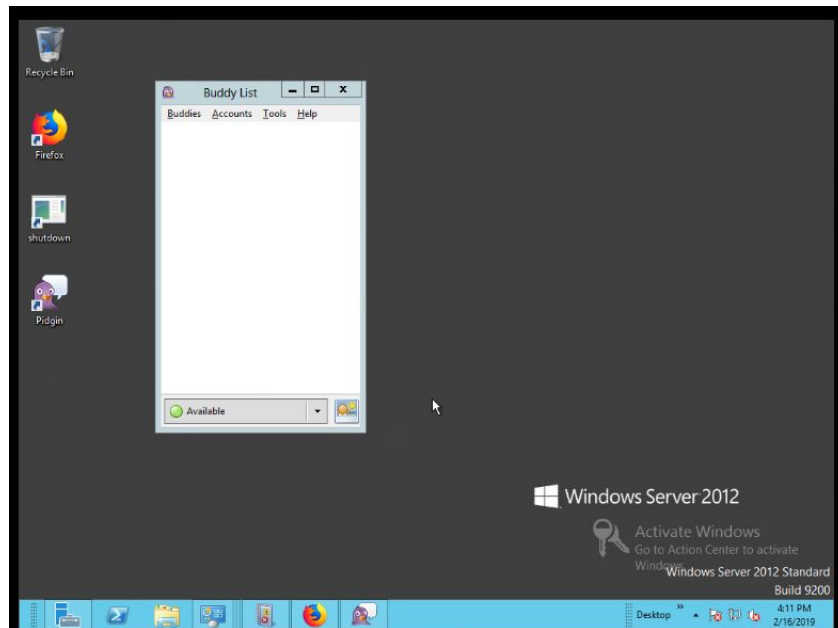 Recycle Bin
Firefox
shutdown
Pidgin
Buddy List
Buddies Accounts Tools Help
Available
Windows Server 2012
Activate Windows
Go to Action Center to activate
Windows.
Windows Server 2012 Standard
Build 9200
Desktop
4:11 PM
2/16/2019